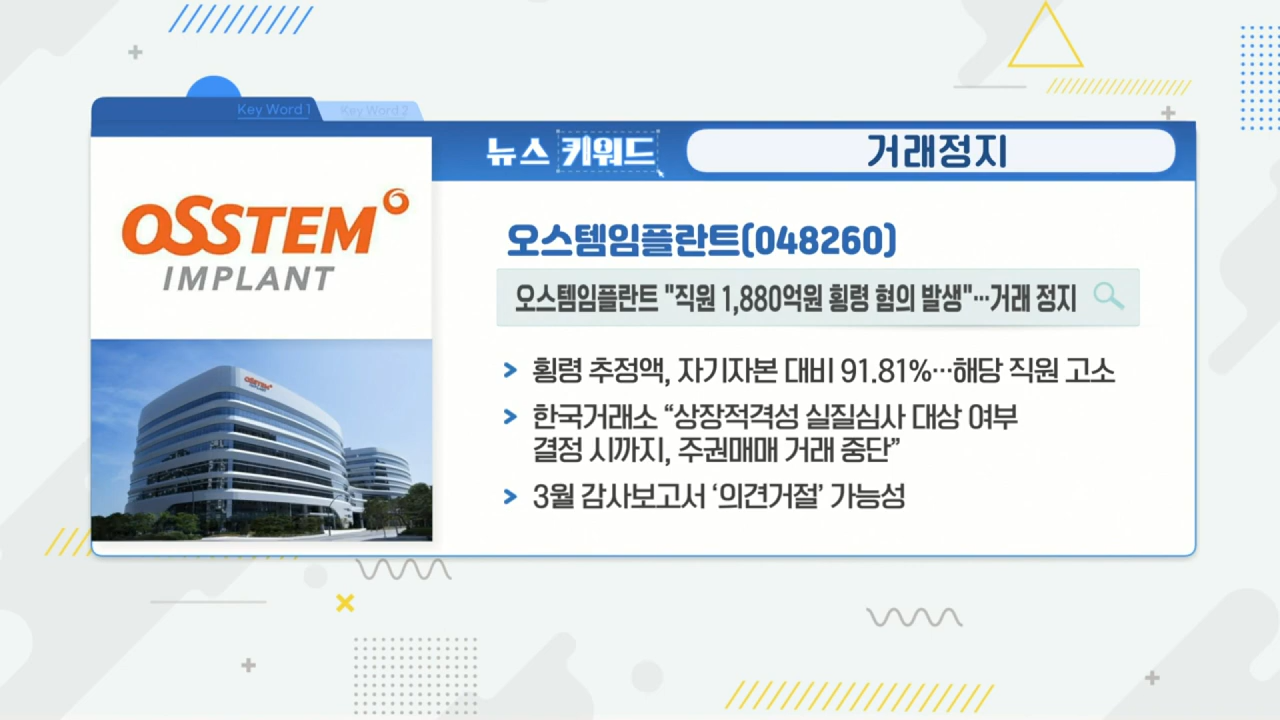 Key Word 1
Key Word 2
뉴스 키워드
거래정지
OSSTEM
IMPLANT
오스템임플란트(048260)
오스템임플란트 "직원 1,880억원 횡령 혐의 발생"…거래 정지
횡령 추정액, 자기자본 대비 91.81%…해당 직원 고소
한국거래소 “상장적격성 실질심사 대상 여부
결정 시까지, 주권매매 거래 중단”
3월 감사보고서 ‘의견거절’ 가능성
OSSTEM